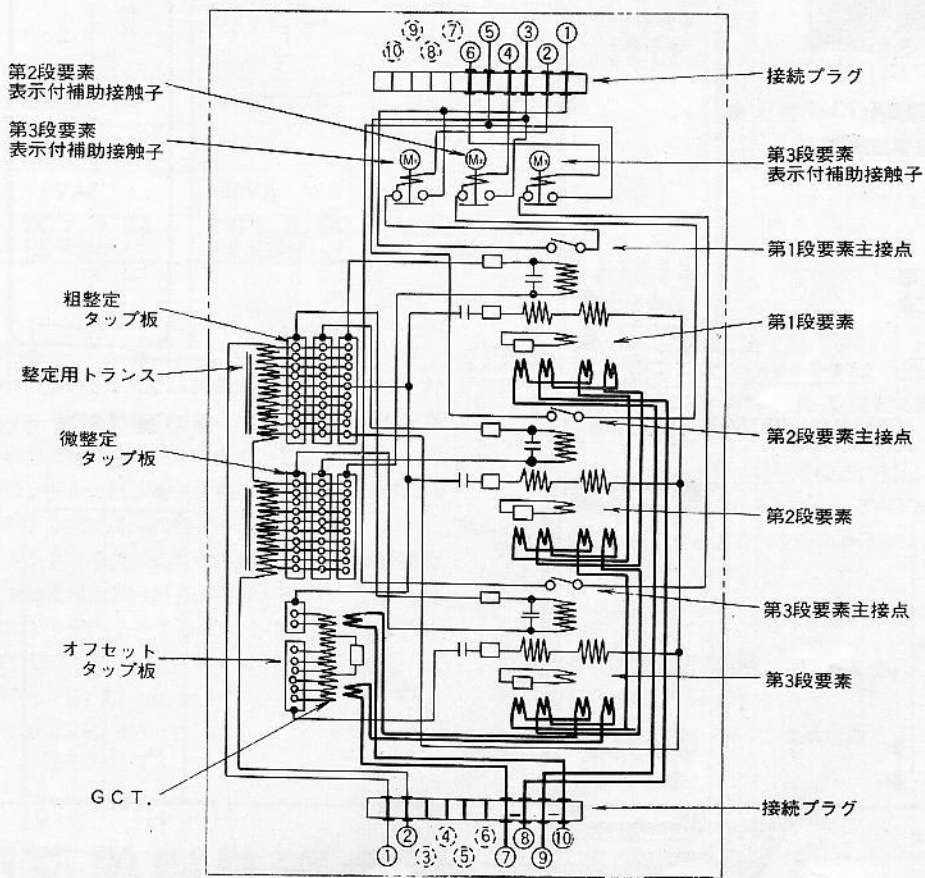 ⑨ ⑦ ⑤ ③ ①
⑩ ⑧ ⑥ ④ ②
接続プラグ
第2段要素
表示付補助接触子
第3段要素
表示付補助接触子
M
M
M
第3段要素
表示付補助接触子
第1段要素主接点
粗整定
タップ板
第1段要素
整定用トランス
微整定
タップ板
第2段要素主接点
第2段要素
第3段要素主接点
オフセット
タップ板
第3段要素
GCT.
接続プラグ
① ② ③ ④ ⑤ ⑥ ⑦ ⑧ ⑨ ⑩